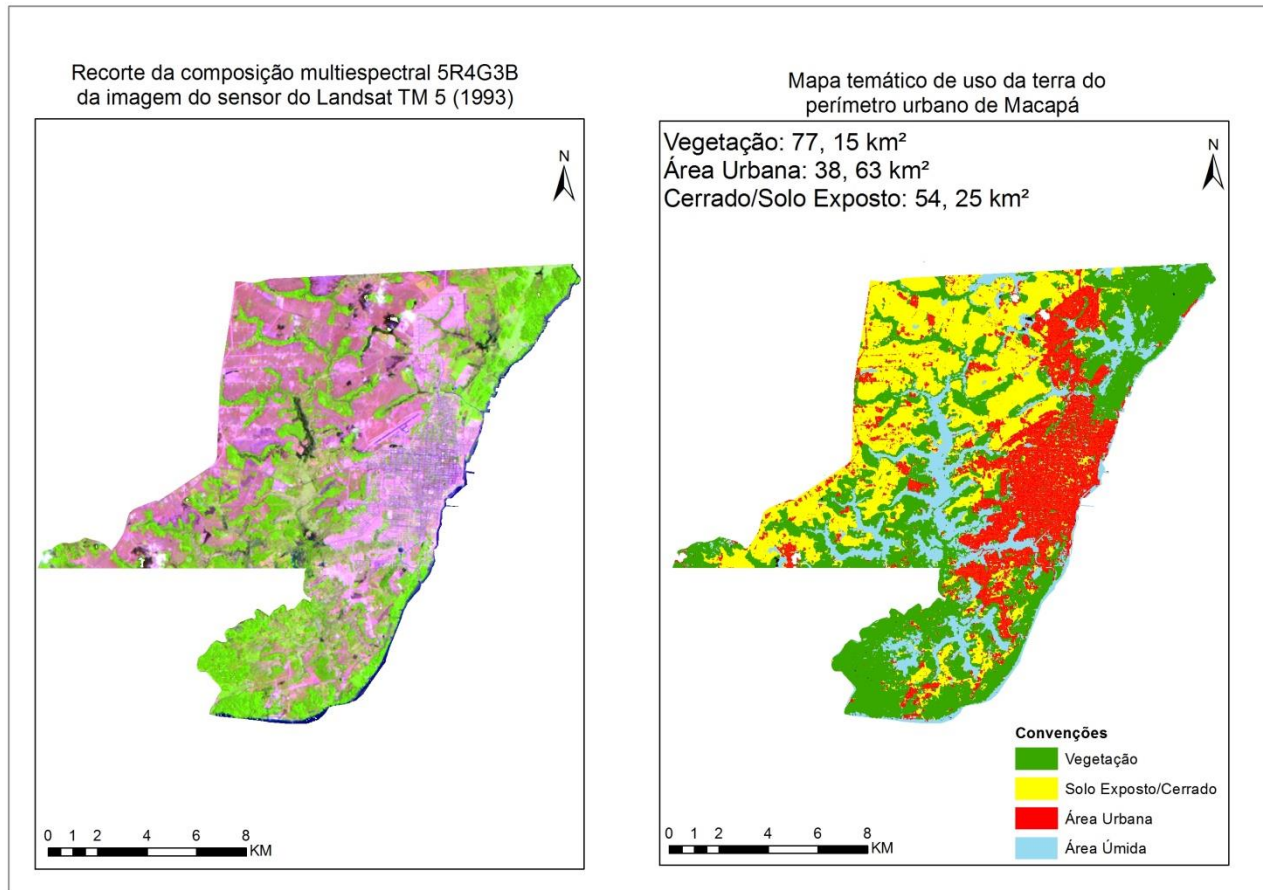 Recorte da composição multiespectral 5R4G3B
da imagem do sensor do Landsat TM 5 (1993)
N
0 1 2 4 6 8
KM
Mapa temático de uso da terra do
perímetro urbano de Macapá
Vegetação: 77, 15 km²
Área Urbana: 38, 63 km²
Cerrado/Solo Exposto: 54, 25 km²
N
Convenções
Vegetação
Solo Exposto/Cerrado
Área Urbana
Área Úmida
0 1 2 4 6 8
KM